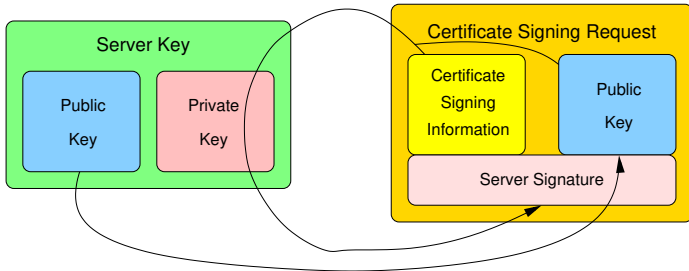 Server Key
Public
Key
Private
Key
Certificate Signing Request
Certificate
Signing
Information
Public
Key
Server Signature